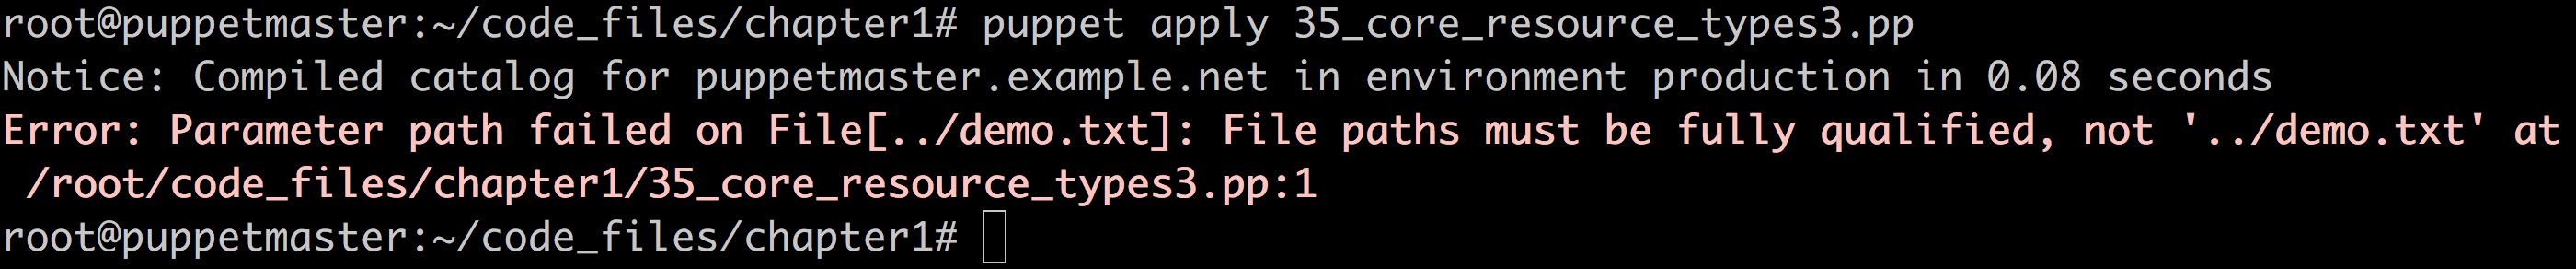 root@puppetmaster:~/code_files/chapter1# puppet apply 35_core_resource_types3.pp
Notice: Compiled catalog for puppetmaster.example.net in environment production in 0.08 seconds
Error: Parameter path failed on File[../demo.txt]: File paths must be fully qualified, not '../demo.txt' at
 /root/code_files/chapter1/35_core_resource_types3.pp:1
root@puppetmaster:~/code_files/chapter1#